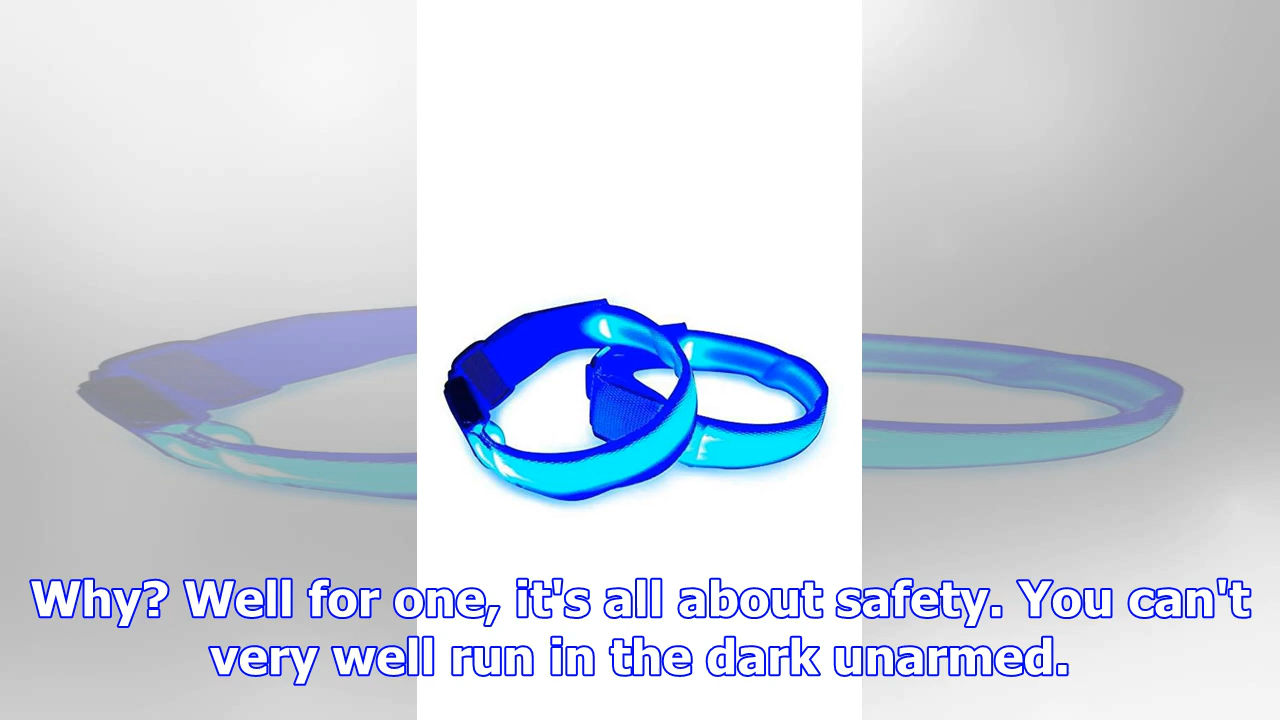 Why? Well for one, it's all about safety. You can't
very well run in the dark unarmed.